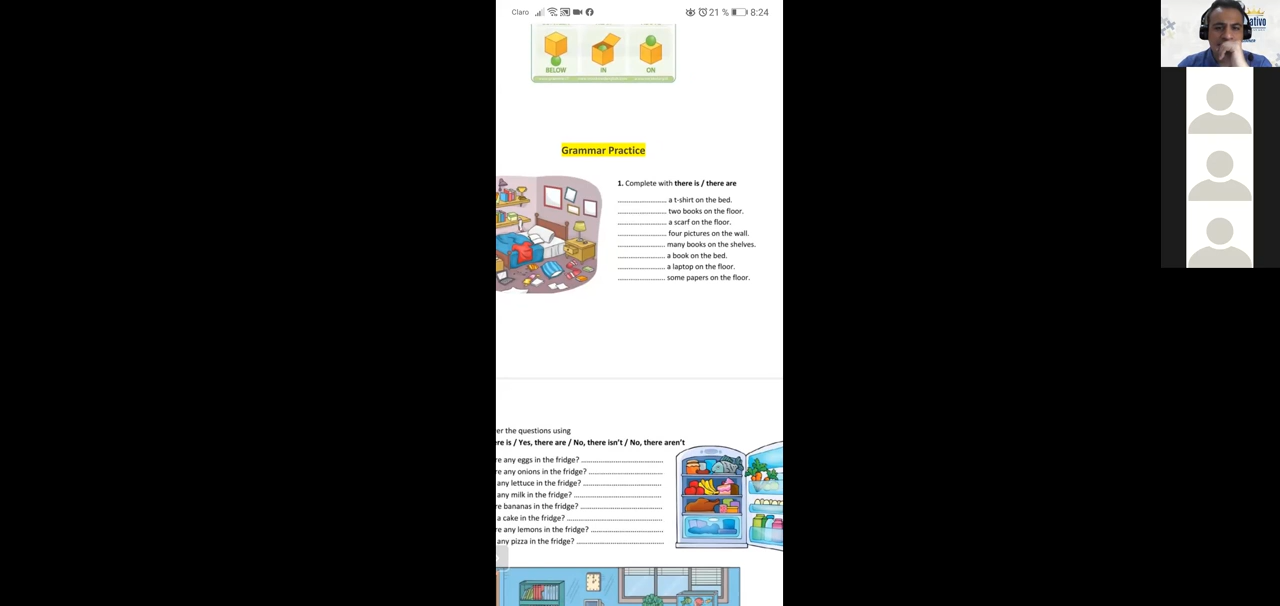 Claro
21 %
8:24
BELOW
IN
ON
Grammar Practice
1. Complete with there is / there are
........................ a t-shirt on the bed.
........................ two books on the floor.
........................ a scarf on the floor.
........................ four pictures on the wall.
........................ many books on the shelves.
........................ a book on the bed.
........................ a laptop on the floor.
........................ some papers on the floor.
er the questions using
re is / Yes, there are / No, there isn't / No, there aren't
re any eggs in the fridge? ........................................
re any onions in the fridge? ....................................
any lettuce in the fridge? ......................................
any milk in the fridge? ..........................................
re bananas in the fridge? ........................................
a cake in the fridge? ..............................................
re any lemons in the fridge? ...................................
any pizza in the fridge? ..........................................
ativo